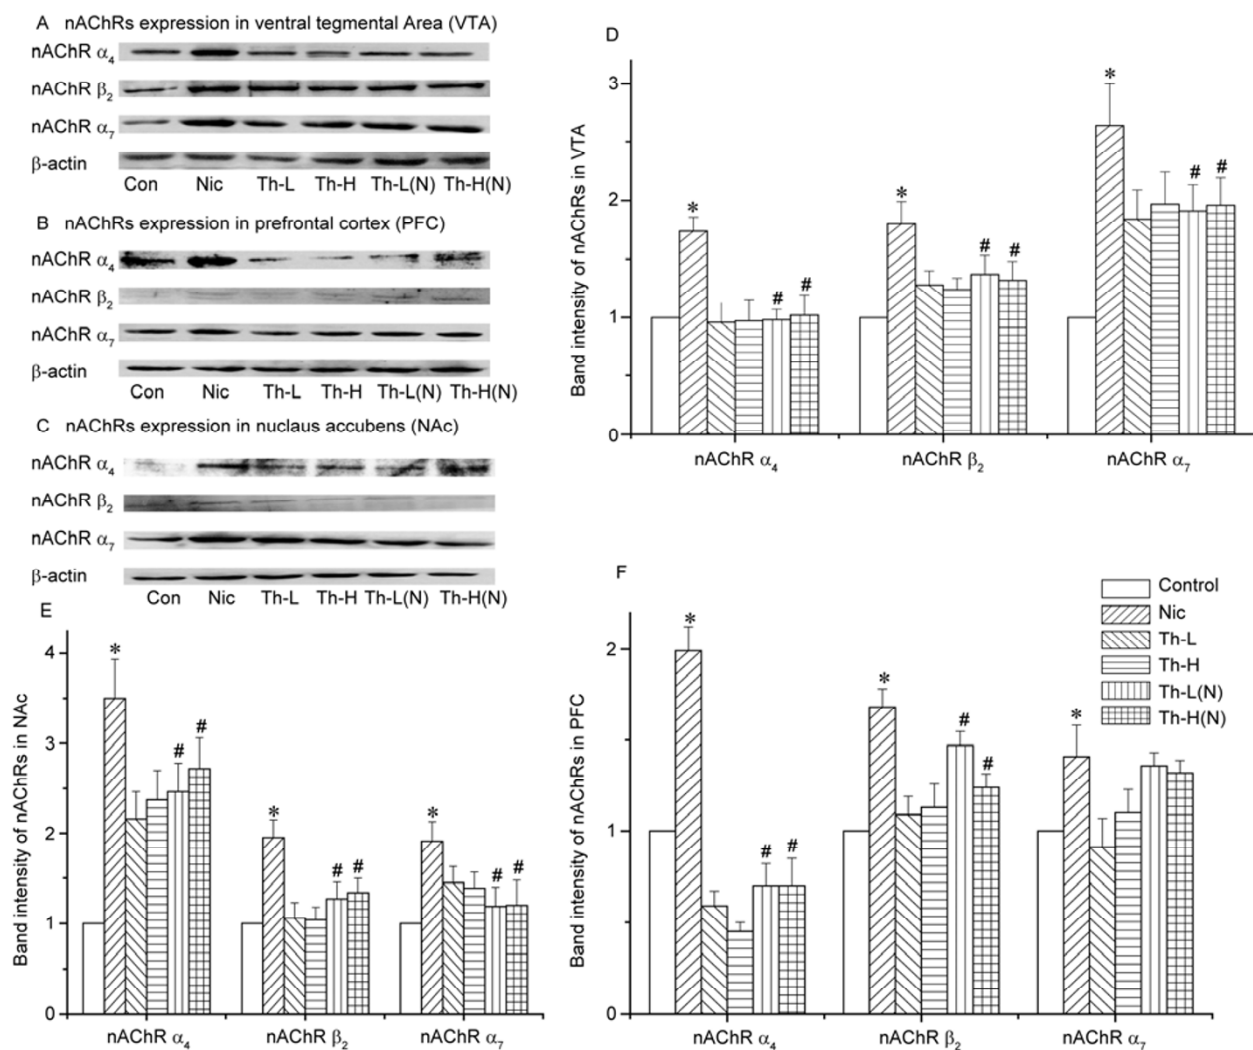 A nAChRs expression in ventral tegmental Area (VTA)
nAChR α4
nAChR β2
nAChR α7
β-actin
Con Nic Th-L Th-H Th-L(N) Th-H(N)
B nAChRs expression in prefrontal cortex (PFC)
nAChR α4
nAChR β2
nAChR α7
β-actin
Con Nic Th-L Th-H Th-L(N) Th-H(N)
C nAChRs expression in nuclaus accubens (NAc)
nAChR α4
nAChR β2
nAChR α7
β-actin
Con Nic Th-L Th-H Th-L(N) Th-H(N)
D
Band intensity of nAChRs in VTA
3
2
1
0
* * *
# # # # # #
nAChR α4 nAChR β2 nAChR α7
E
Band intensity of nAChRs in NAc
4
3
2
1
0
* * *
# # # # # #
nAChR α4 nAChR β2 nAChR α7
F
Band intensity of nAChRs in PFC
2
1
0
* * *
# # # #
nAChR α4 nAChR β2 nAChR α7
Control
Nic
Th-L
Th-H
Th-L(N)
Th-H(N)